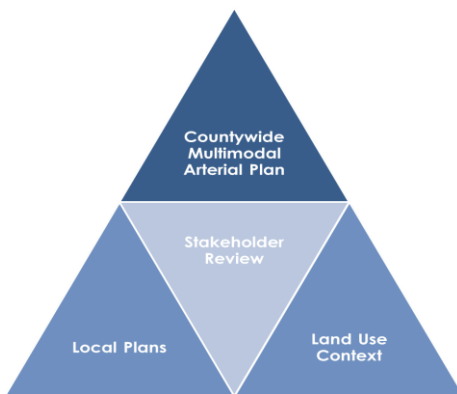 Countywide
Multimodal
Arterial Plan
Stakeholder
Review
Local Plans
Land Use
Context